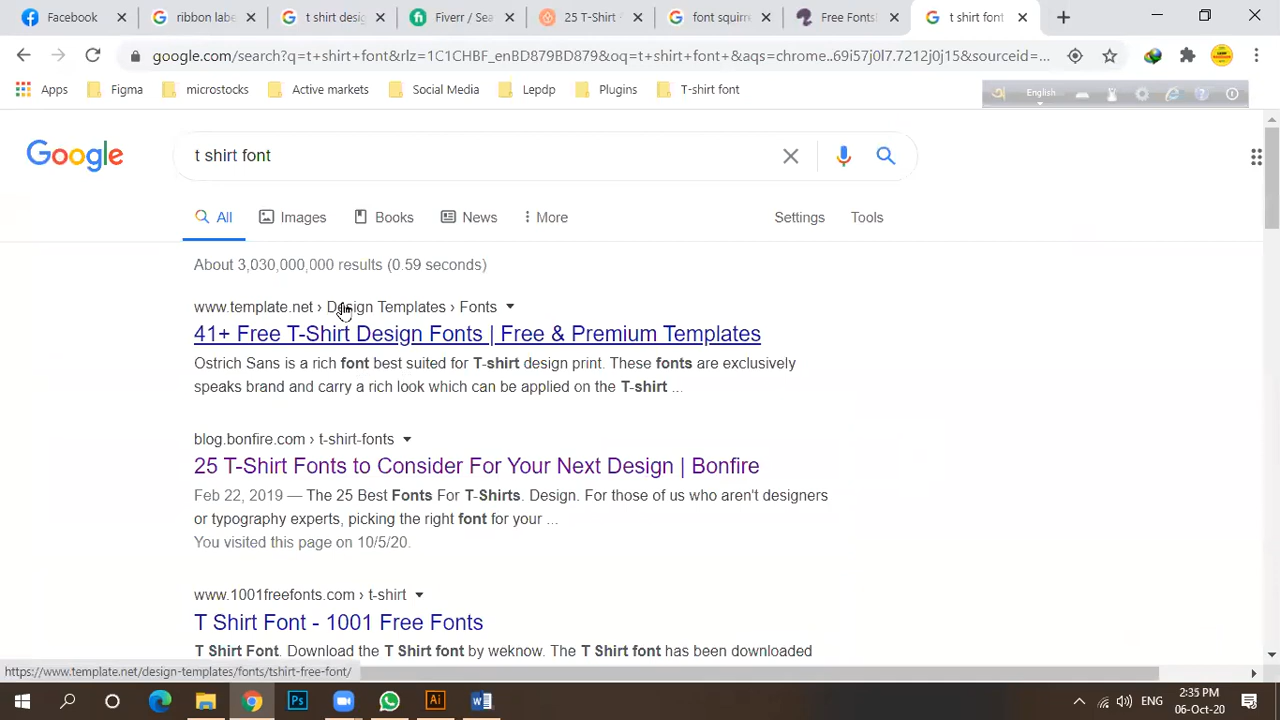 Facebook
ribbon labe
t shirt desig
Fiverr / Sea
25 T-Shirt
font squirre
Free Fonts
t shirt font
google.com/search?q=t+shirt+font&rlz=1C1CHBF_enBD879BD879&oq=t+shirt+font+&aqs=chrome..69i57j0l7.7212j0j15&sourceid=...
Apps
Figma
microstocks
Active markets
Social Media
Lepdp
Plugins
T-shirt font
English
Google
t shirt font
All
Images
Books
News
More
Settings
Tools
About 3,030,000,000 results (0.59 seconds)
www.template.net › Design Templates › Fonts
41+ Free T-Shirt Design Fonts | Free & Premium Templates
Ostrich Sans is a rich font best suited for T-shirt design print. These fonts are exclusively
speaks brand and carry a rich look which can be applied on the T-shirt ...
blog.bonfire.com › t-shirt-fonts
25 T-Shirt Fonts to Consider For Your Next Design | Bonfire
Feb 22, 2019 — The 25 Best Fonts For T-Shirts. Design. For those of us who aren't designers
or typography experts, picking the right font for your ...
You visited this page on 10/5/20.
www.1001freefonts.com › t-shirt
T Shirt Font - 1001 Free Fonts
T Shirt Font. Download the T Shirt font by weknow. The T Shirt font has been downloaded
https://www.template.net/design-templates/fonts/tshirt-free-font/
Ps
Ai
ENG
2:35 PM
06-Oct-20